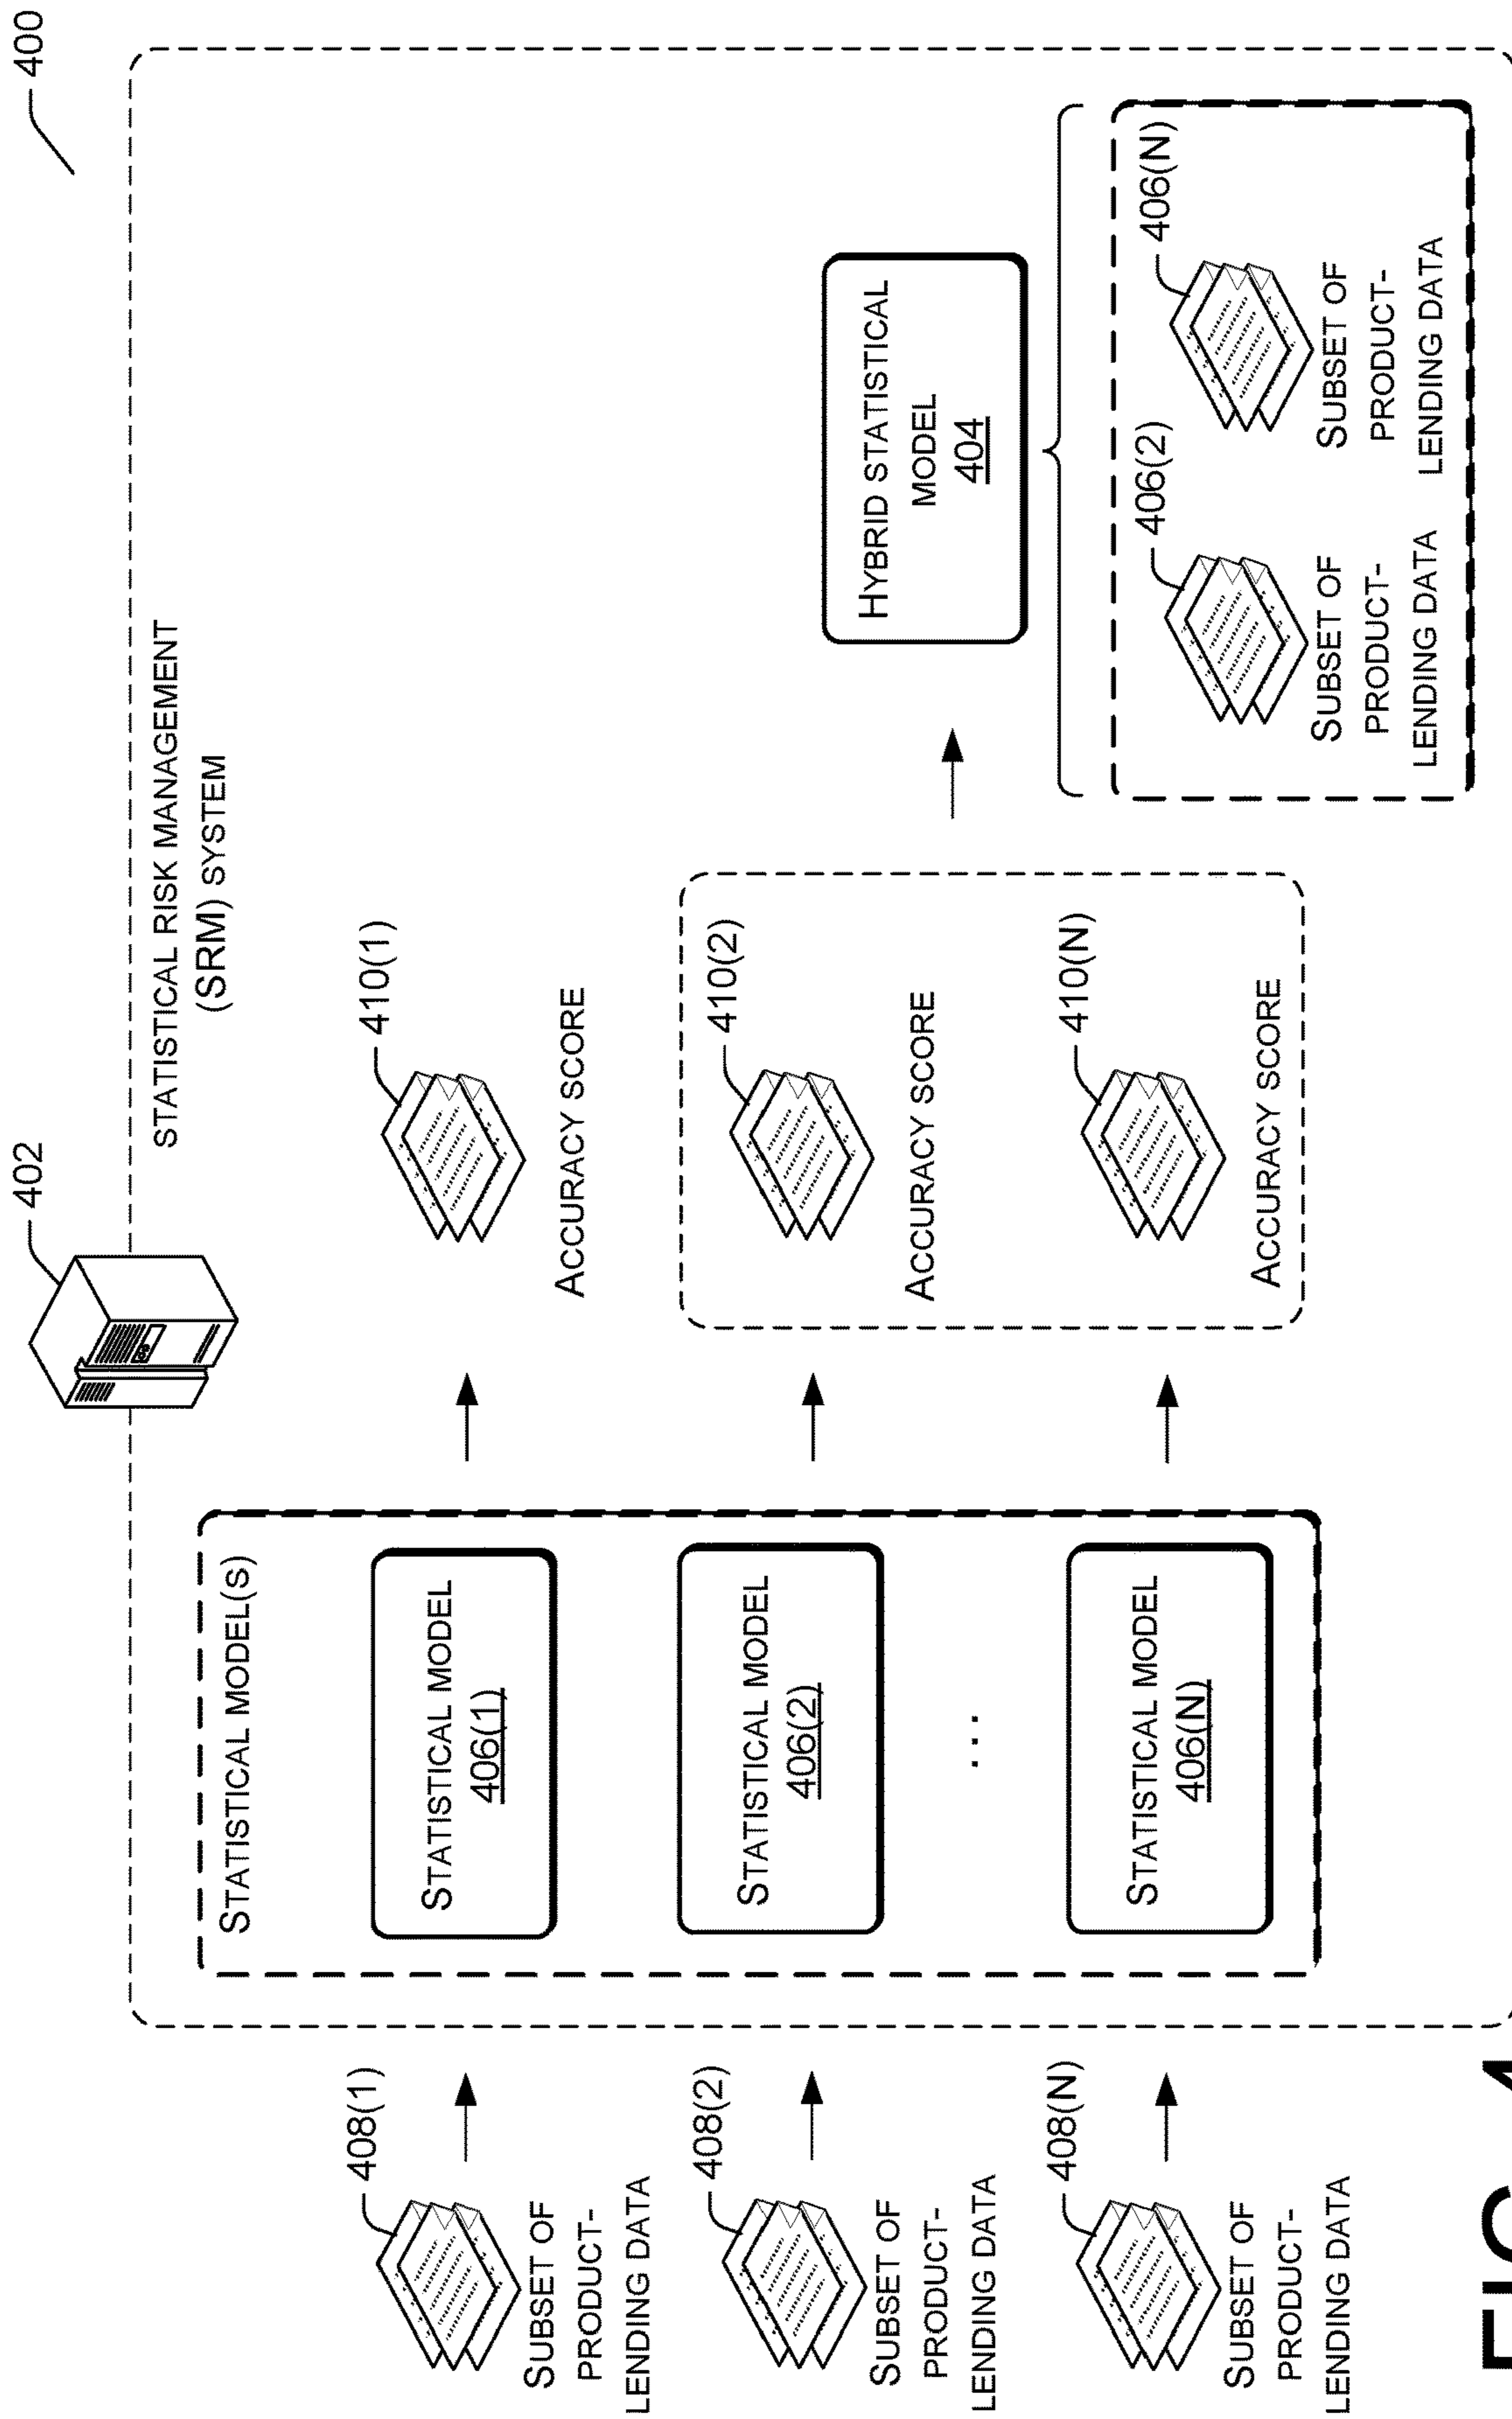 400
402
STATISTICAL RISK MANAGEMENT
(SRM) SYSTEM
STATISTICAL MODEL(S)
408(1)
SUBSET OF
PRODUCT-
LENDING DATA
STATISTICAL MODEL
406(1)
410(1)
ACCURACY SCORE
408(2)
SUBSET OF
PRODUCT-
LENDING DATA
STATISTICAL MODEL
406(2)
410(2)
ACCURACY SCORE
...
408(N)
SUBSET OF
PRODUCT-
LENDING DATA
STATISTICAL MODEL
406(N)
410(N)
ACCURACY SCORE
HYBRID STATISTICAL
MODEL
404
406(2)
SUBSET OF
PRODUCT-
LENDING DATA
406(N)
SUBSET OF
PRODUCT-
LENDING DATA